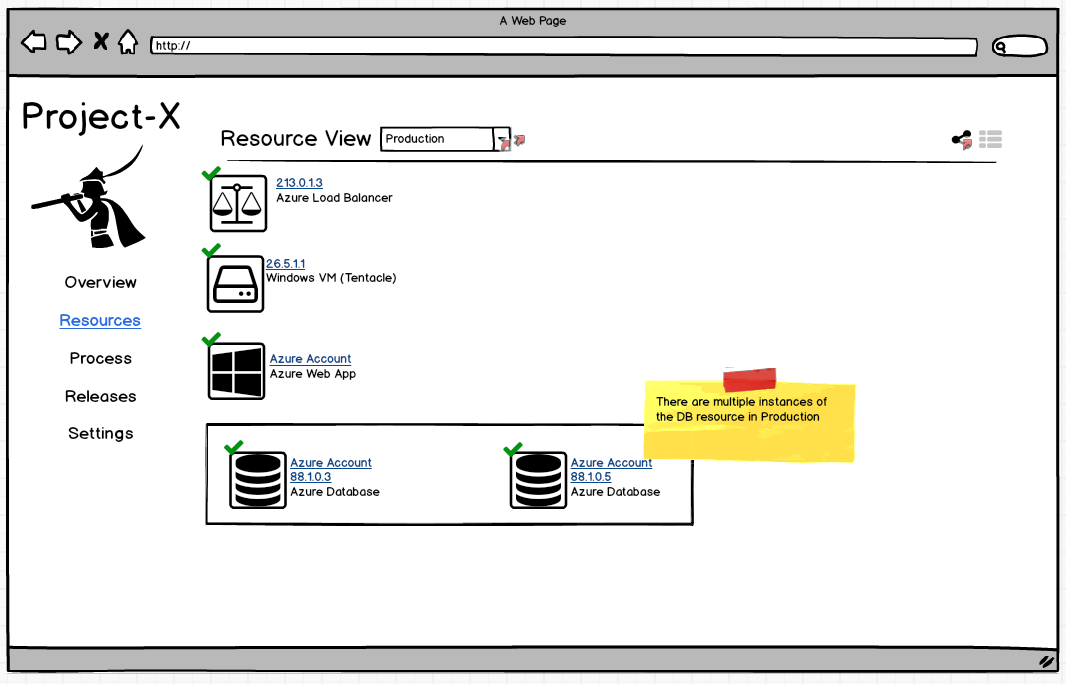 A Web Page
http://
Project-X
Resource View
Production
213.0.1.3
Azure Load Balancer
26.5.1.1
Windows VM (Tentacle)
Overview
Resources
Process
Releases
Settings
Azure Account
Azure Web App
There are multiple instances of
the DB resource in Production
Azure Account
88.1.0.3
Azure Database
Azure Account
88.1.0.5
Azure Database